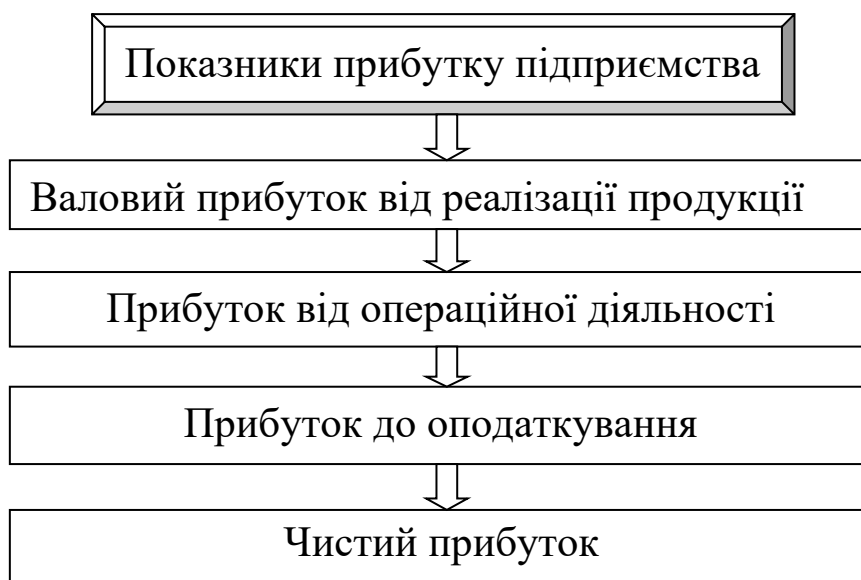 Показники прибутку підприємства
Валовий прибуток від реалізації продукції
Прибуток від операційної діяльності
Прибуток до оподаткування
Чистий прибуток